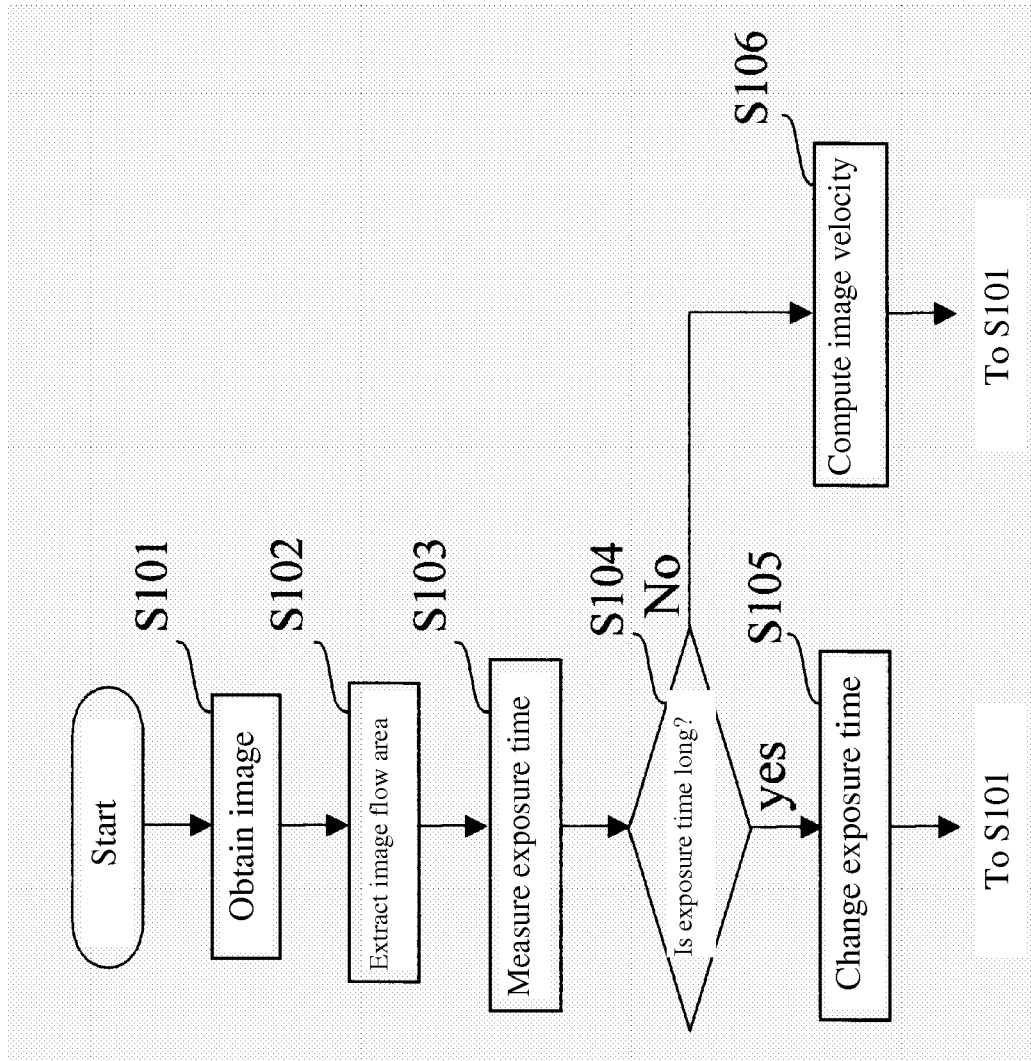 Start
S101
Obtain image
S102
Extract image flow area
S103
Measure exposure time
S104
Is exposure time long?
No
yes
S105
Change exposure time
To S101
S106
Compute image velocity
To S101